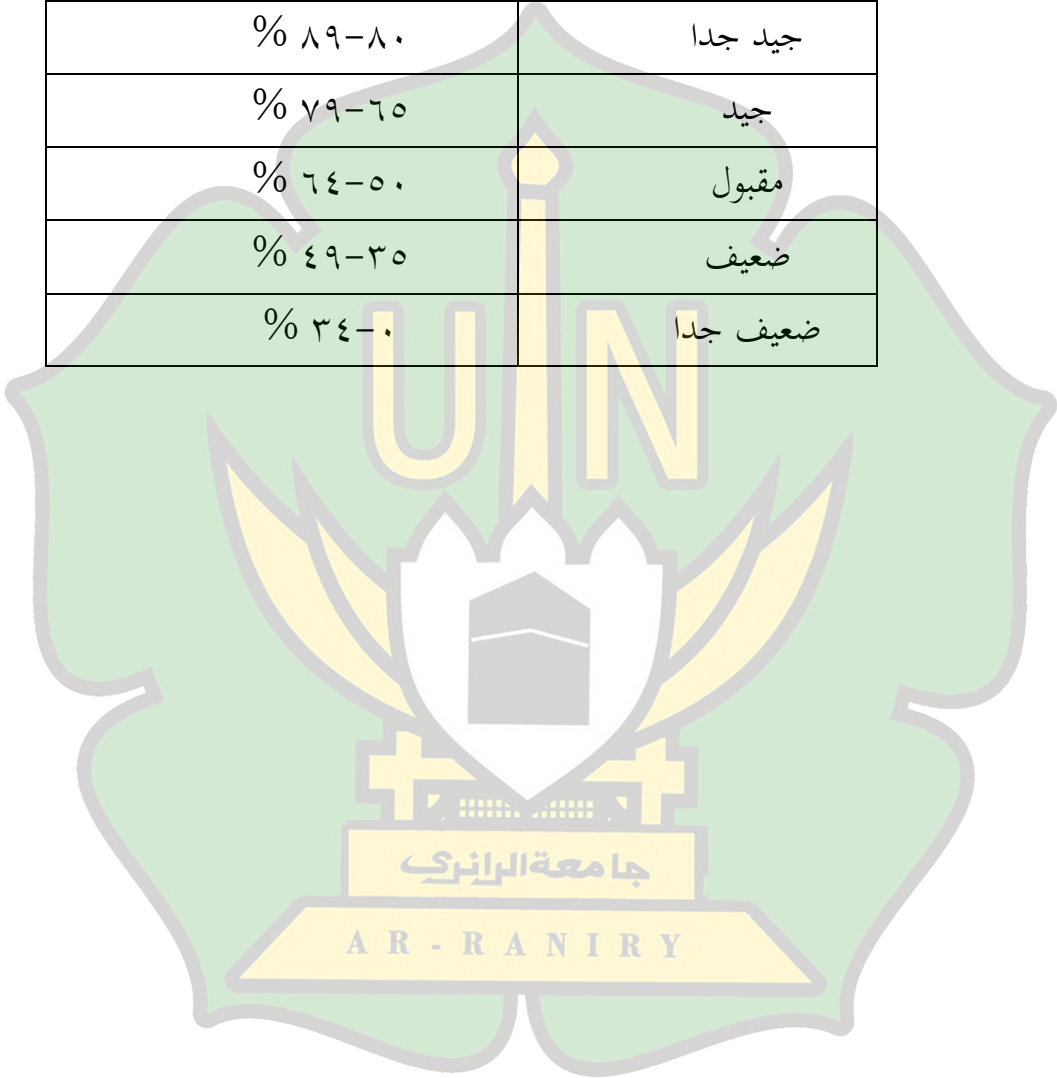 جيد جدا ٨٠-٨٩ %
جيد ٦٥-٧٩ %
مقبول ٥٠-٦٤ %
ضعيف ٣٥-٤٩ %
ضعيف جدا ٠-٣٤ %
UIN
جامعة الرانري
AR-RANIRY